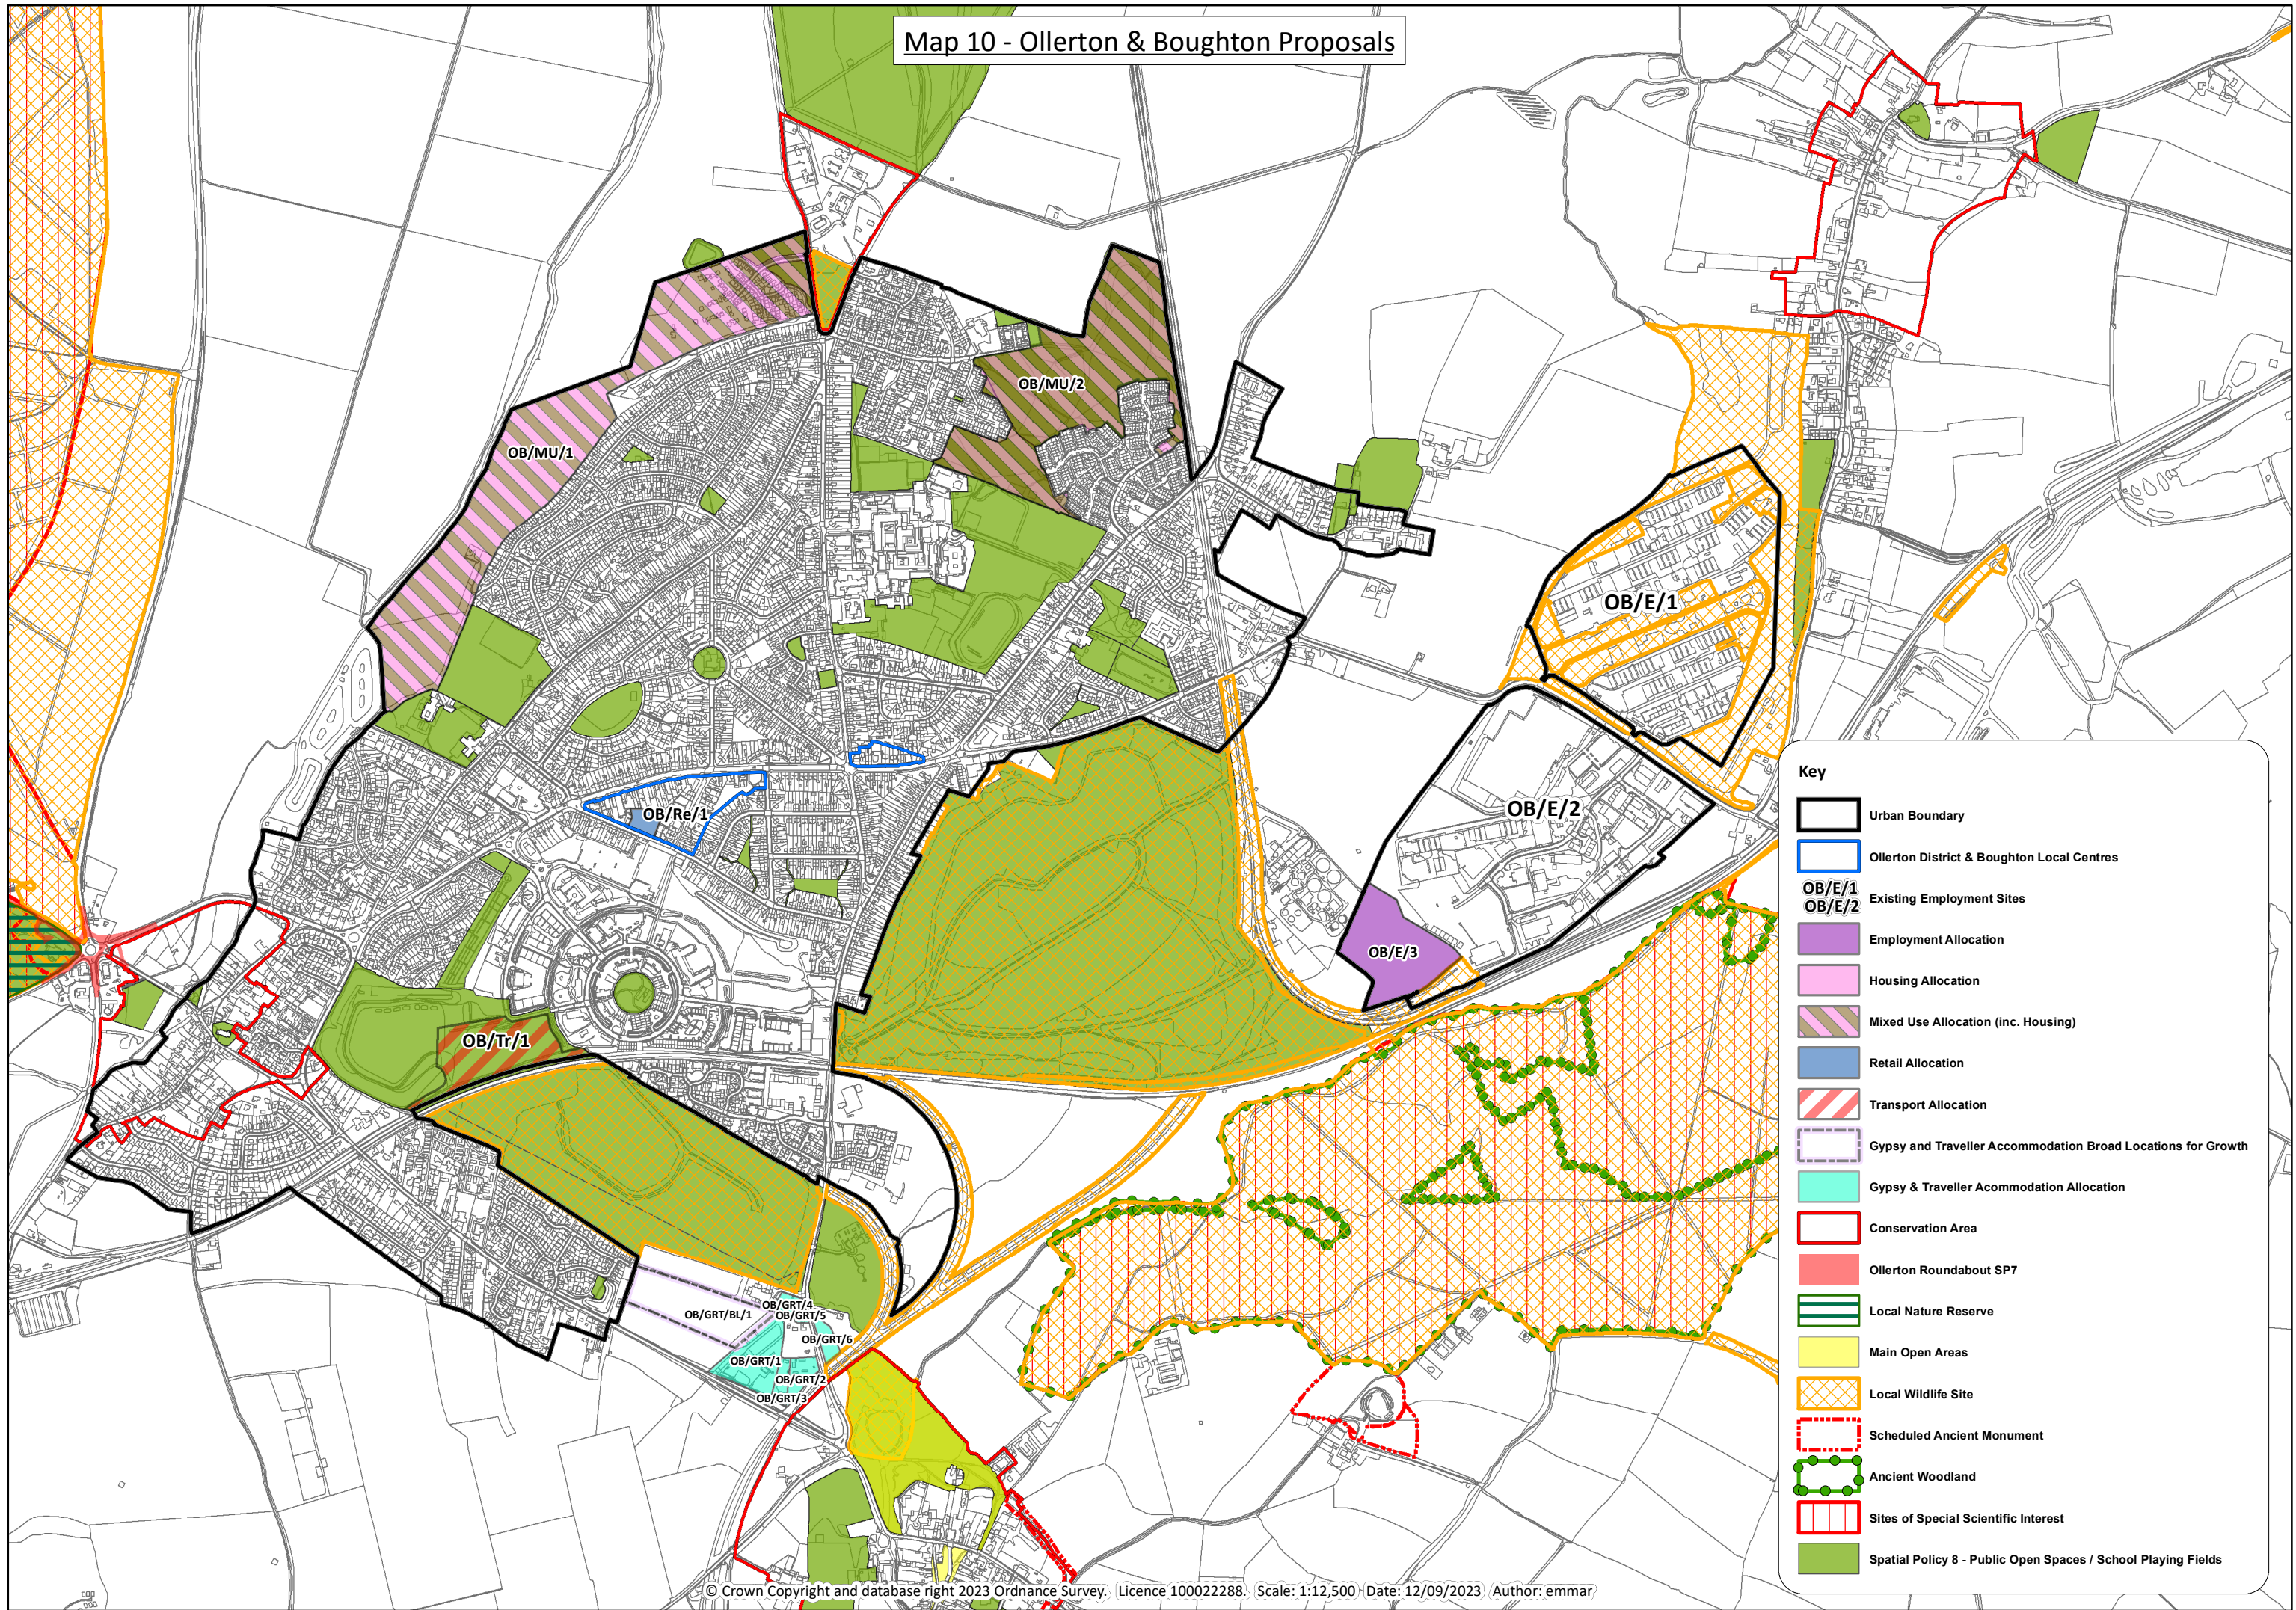 Map 10 - Ollerton & Boughton Proposals
OB/MU/2
OB/MU/1
OB/E/1
OB/Re/1
OB/E/2
OB/E/3
OB/Tr/1
OB/GRT/4
OB/GRT/BL/1
OB/GRT/5
OB/GRT/6
OB/GRT/1
OB/GRT/2
OB/GRT/3
Key
Urban Boundary
Ollerton District & Boughton Local Centres
OB/E/1
OB/E/2
Existing Employment Sites
Employment Allocation
Housing Allocation
Mixed Use Allocation (inc. Housing)
Retail Allocation
Transport Allocation
Gypsy and Traveller Accommodation Broad Locations for Growth
Gypsy & Traveller Acommodation Allocation
Conservation Area
Ollerton Roundabout SP7
Local Nature Reserve
Main Open Areas
Local Wildlife Site
Scheduled Ancient Monument
Ancient Woodland
Sites of Special Scientific Interest
Spatial Policy 8 - Public Open Spaces / School Playing Fields
© Crown Copyright and database right 2023 Ordnance Survey. Licence 100022288. Scale: 1:12,500 Date: 12/09/2023 Author: emmar